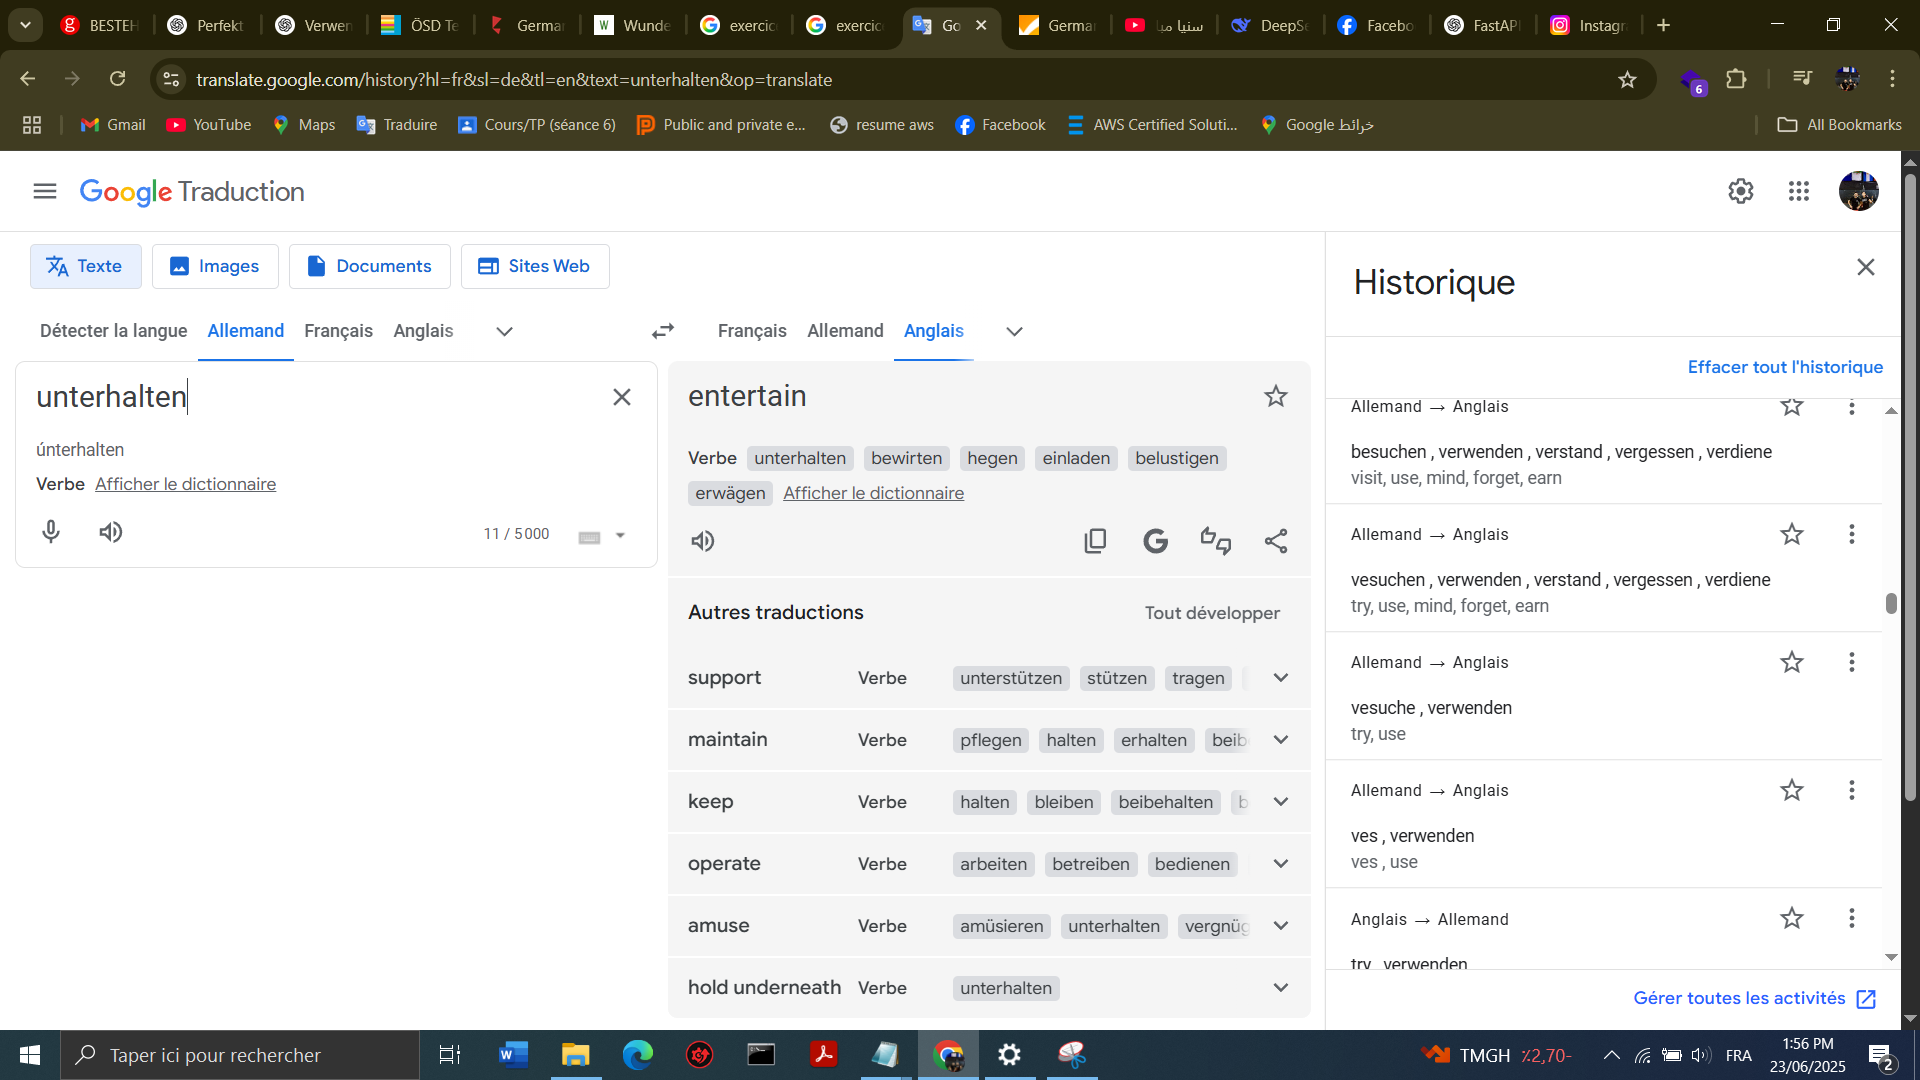 BESTEH
Perfekt
Verwen
ÖSD Te
German
Wunde
exercic
exercic
Go
Germa
سنيا مبا
DeepSe
Facebo
FastAPI
Instagr
translate.google.com/history?hl=fr&sl=de&tl=en&text=unterhalten&op=translate
6
Gmail
YouTube
Maps
Traduire
Cours/TP (séance 6)
Public and private e...
resume aws
Facebook
AWS Certified Soluti...
خرائط Google
All Bookmarks
Google Traduction
Texte
Images
Documents
Sites Web
Détecter la langue
Allemand
Français
Anglais
Français
Allemand
Anglais
unterhalten
únterhalten
Verbe Afficher le dictionnaire
11 / 5 000
entertain
Verbe unterhalten bewirten hegen einladen belustigen
erwägen Afficher le dictionnaire
Autres traductions
Tout développer
support Verbe unterstützen stützen tragen
maintain Verbe pflegen halten erhalten beib
keep Verbe halten bleiben beibehalten b
operate Verbe arbeiten betreiben bedienen
amuse Verbe amüsieren unterhalten vergnüg
hold underneath Verbe unterhalten
Historique
Effacer tout l'historique
Allemand → Anglais
besuchen , verwenden , verstand , vergessen , verdiene
visit, use, mind, forget, earn
Allemand → Anglais
vesuchen , verwenden , verstand , vergessen , verdiene
try, use, mind, forget, earn
Allemand → Anglais
vesuche , verwenden
try, use
Allemand → Anglais
ves , verwenden
ves , use
Anglais → Allemand
try , verwenden
Gérer toutes les activités
Taper ici pour rechercher
TMGH ٪2,70-
FRA
1:56 PM
23/06/2025
2